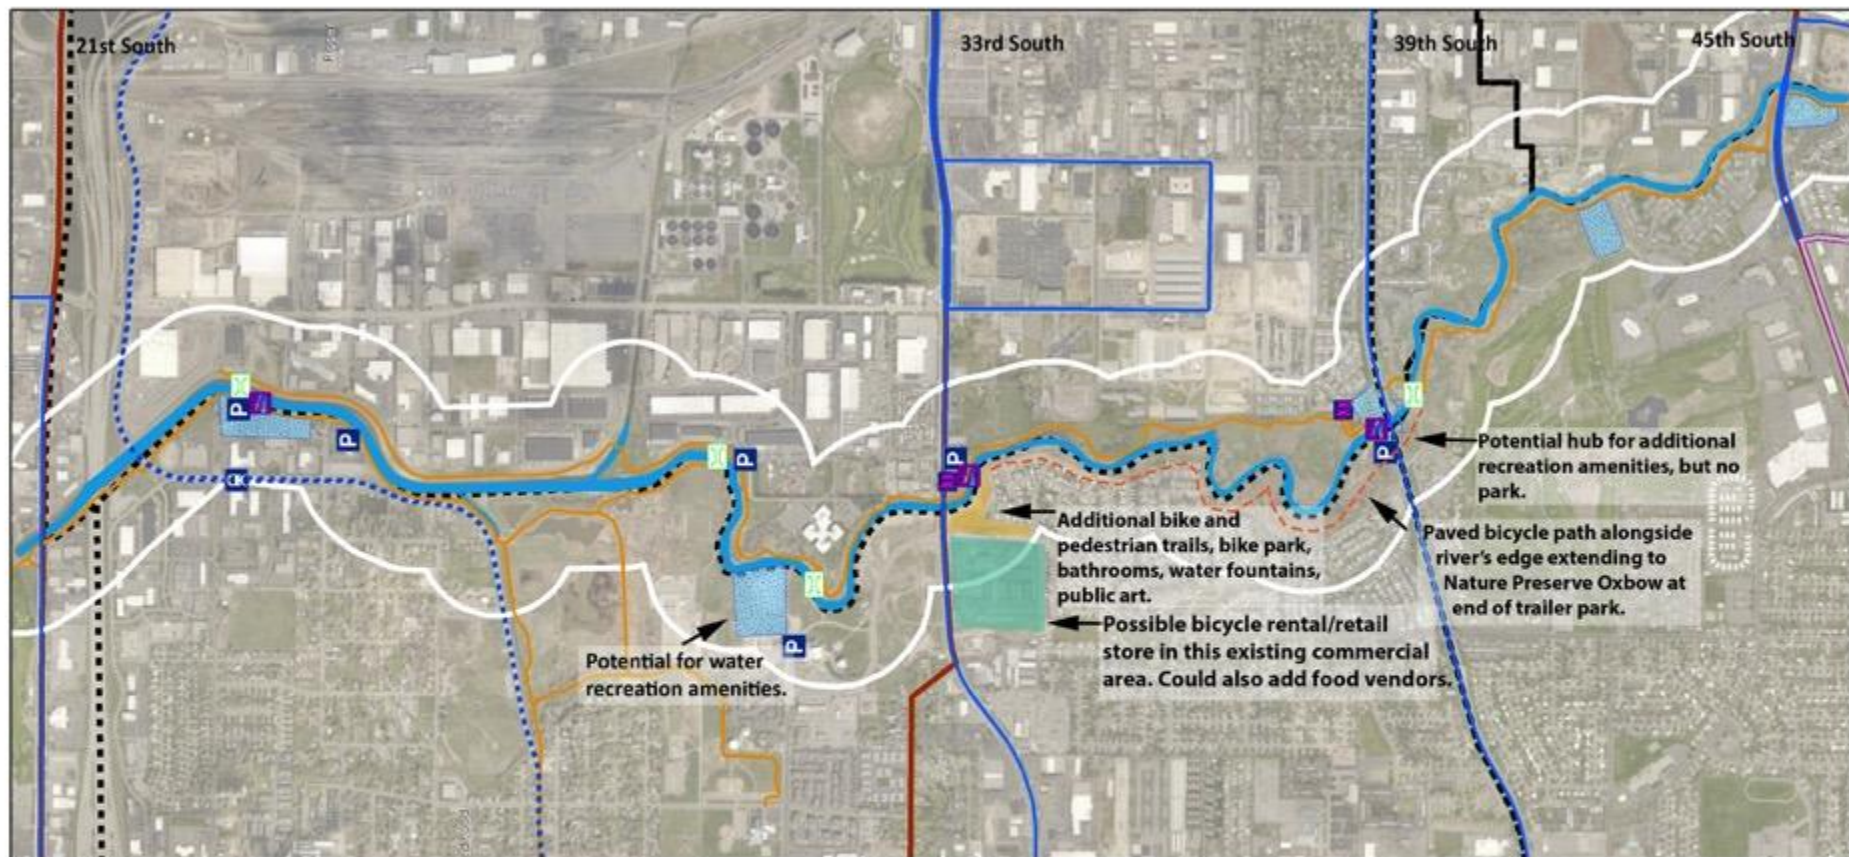 21st South
33rd South
39th South
45th South
P
P
P
P
P
P
Potential hub for additional
recreation amenities, but no
park.
Additional bike and
pedestrian trails, bike park,
bathrooms, water fountains,
public art.
Paved bicycle path alongside
river's edge extending to
Nature Preserve Oxbow at
end of trailer park.
Possible bicycle rental/retail
store in this existing commercial
area. Could also add food vendors.
Potential for water
recreation amenities.